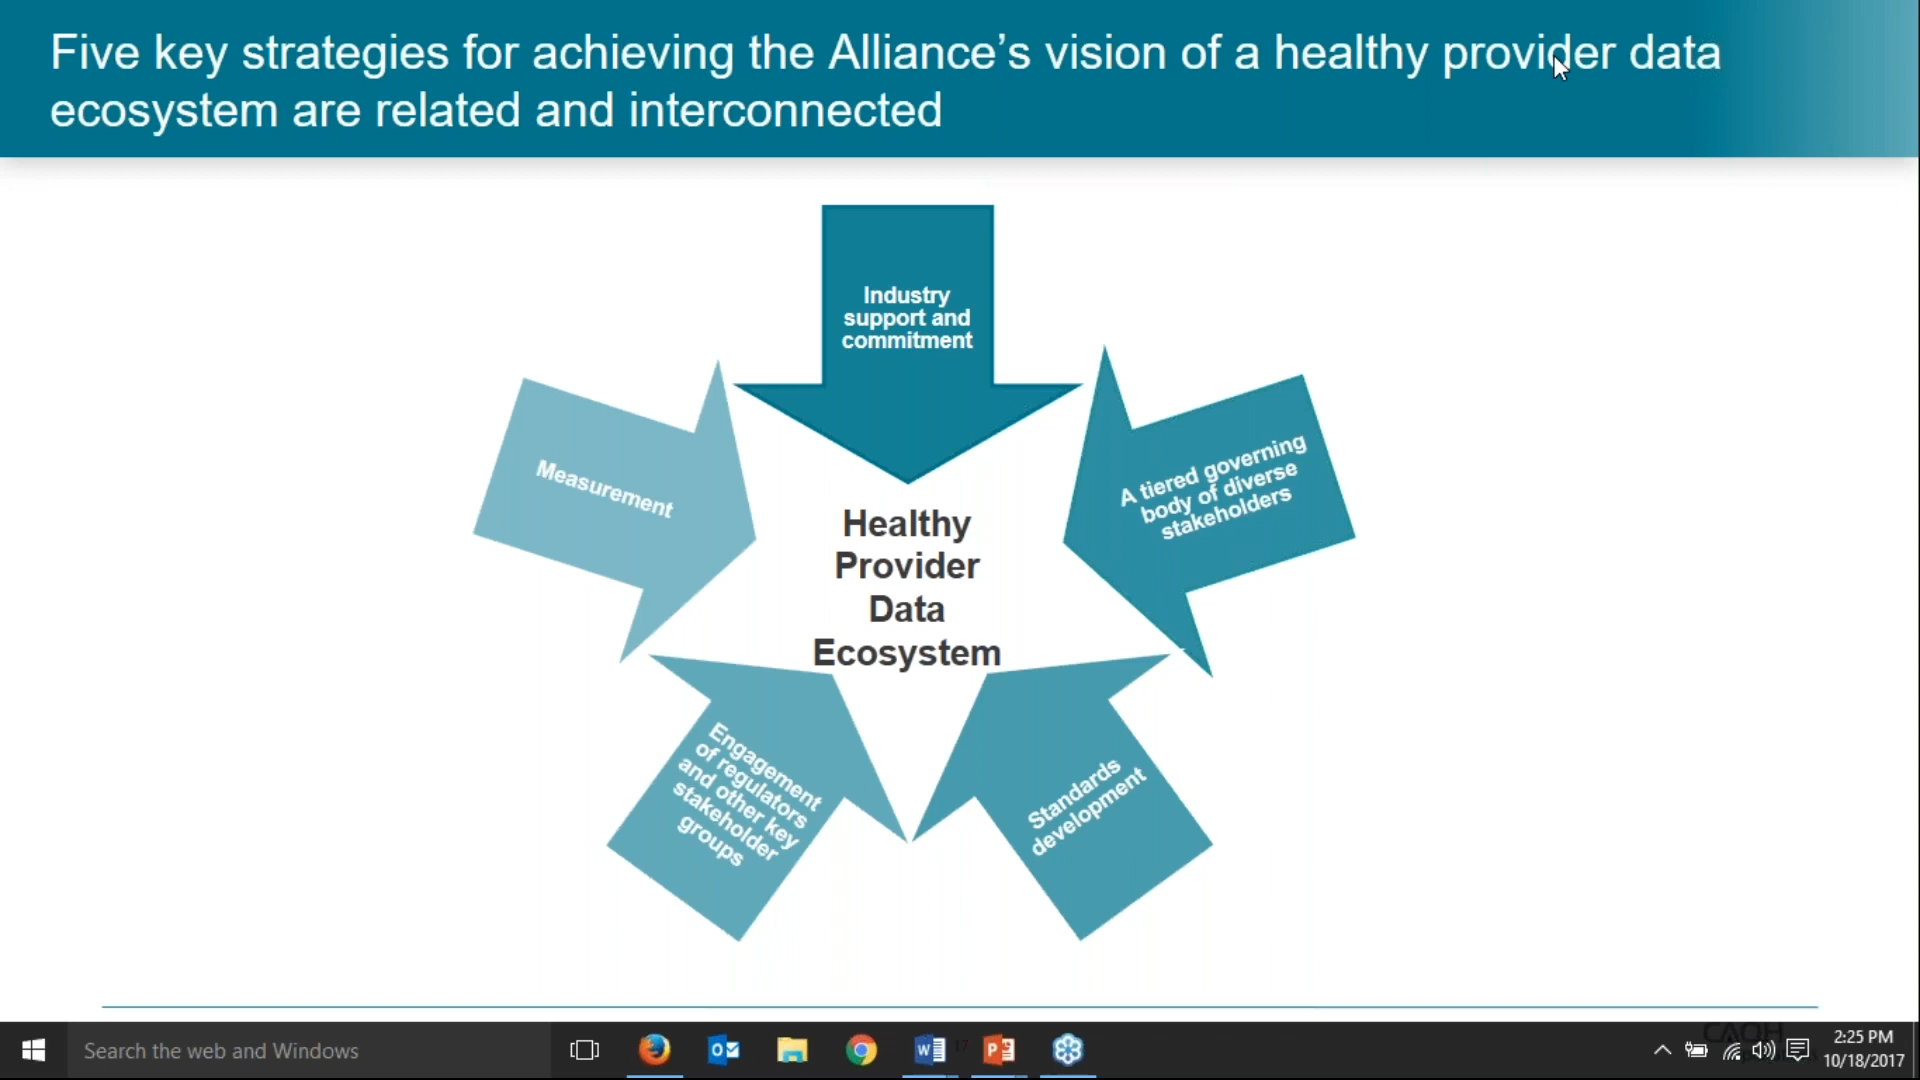 Five key strategies for achieving the Alliance’s vision of a healthy provider data
ecosystem are related and interconnected
Industry
support and
commitment
A tiered governing
body of diverse
stakeholders
Standards
development
Engagement
of regulators
and other key
stakeholder
groups
Measurement
Healthy
Provider
Data
Ecosystem
Search the web and Windows
17
CAQH
2:25 PM
10/18/2017